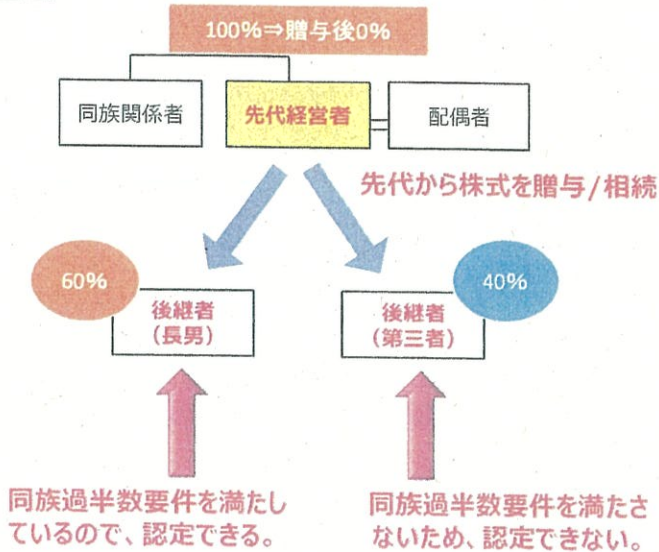 100%⇒贈与後0%
同族関係者
先代経営者
配偶者
先代から株式を贈与/相続
60%
後継者
(長男)
40%
後継者
(第三者)
同族過半数要件を満たし
ているので、認定できる。
同族過半数要件を満たさ
ないため、認定できない。